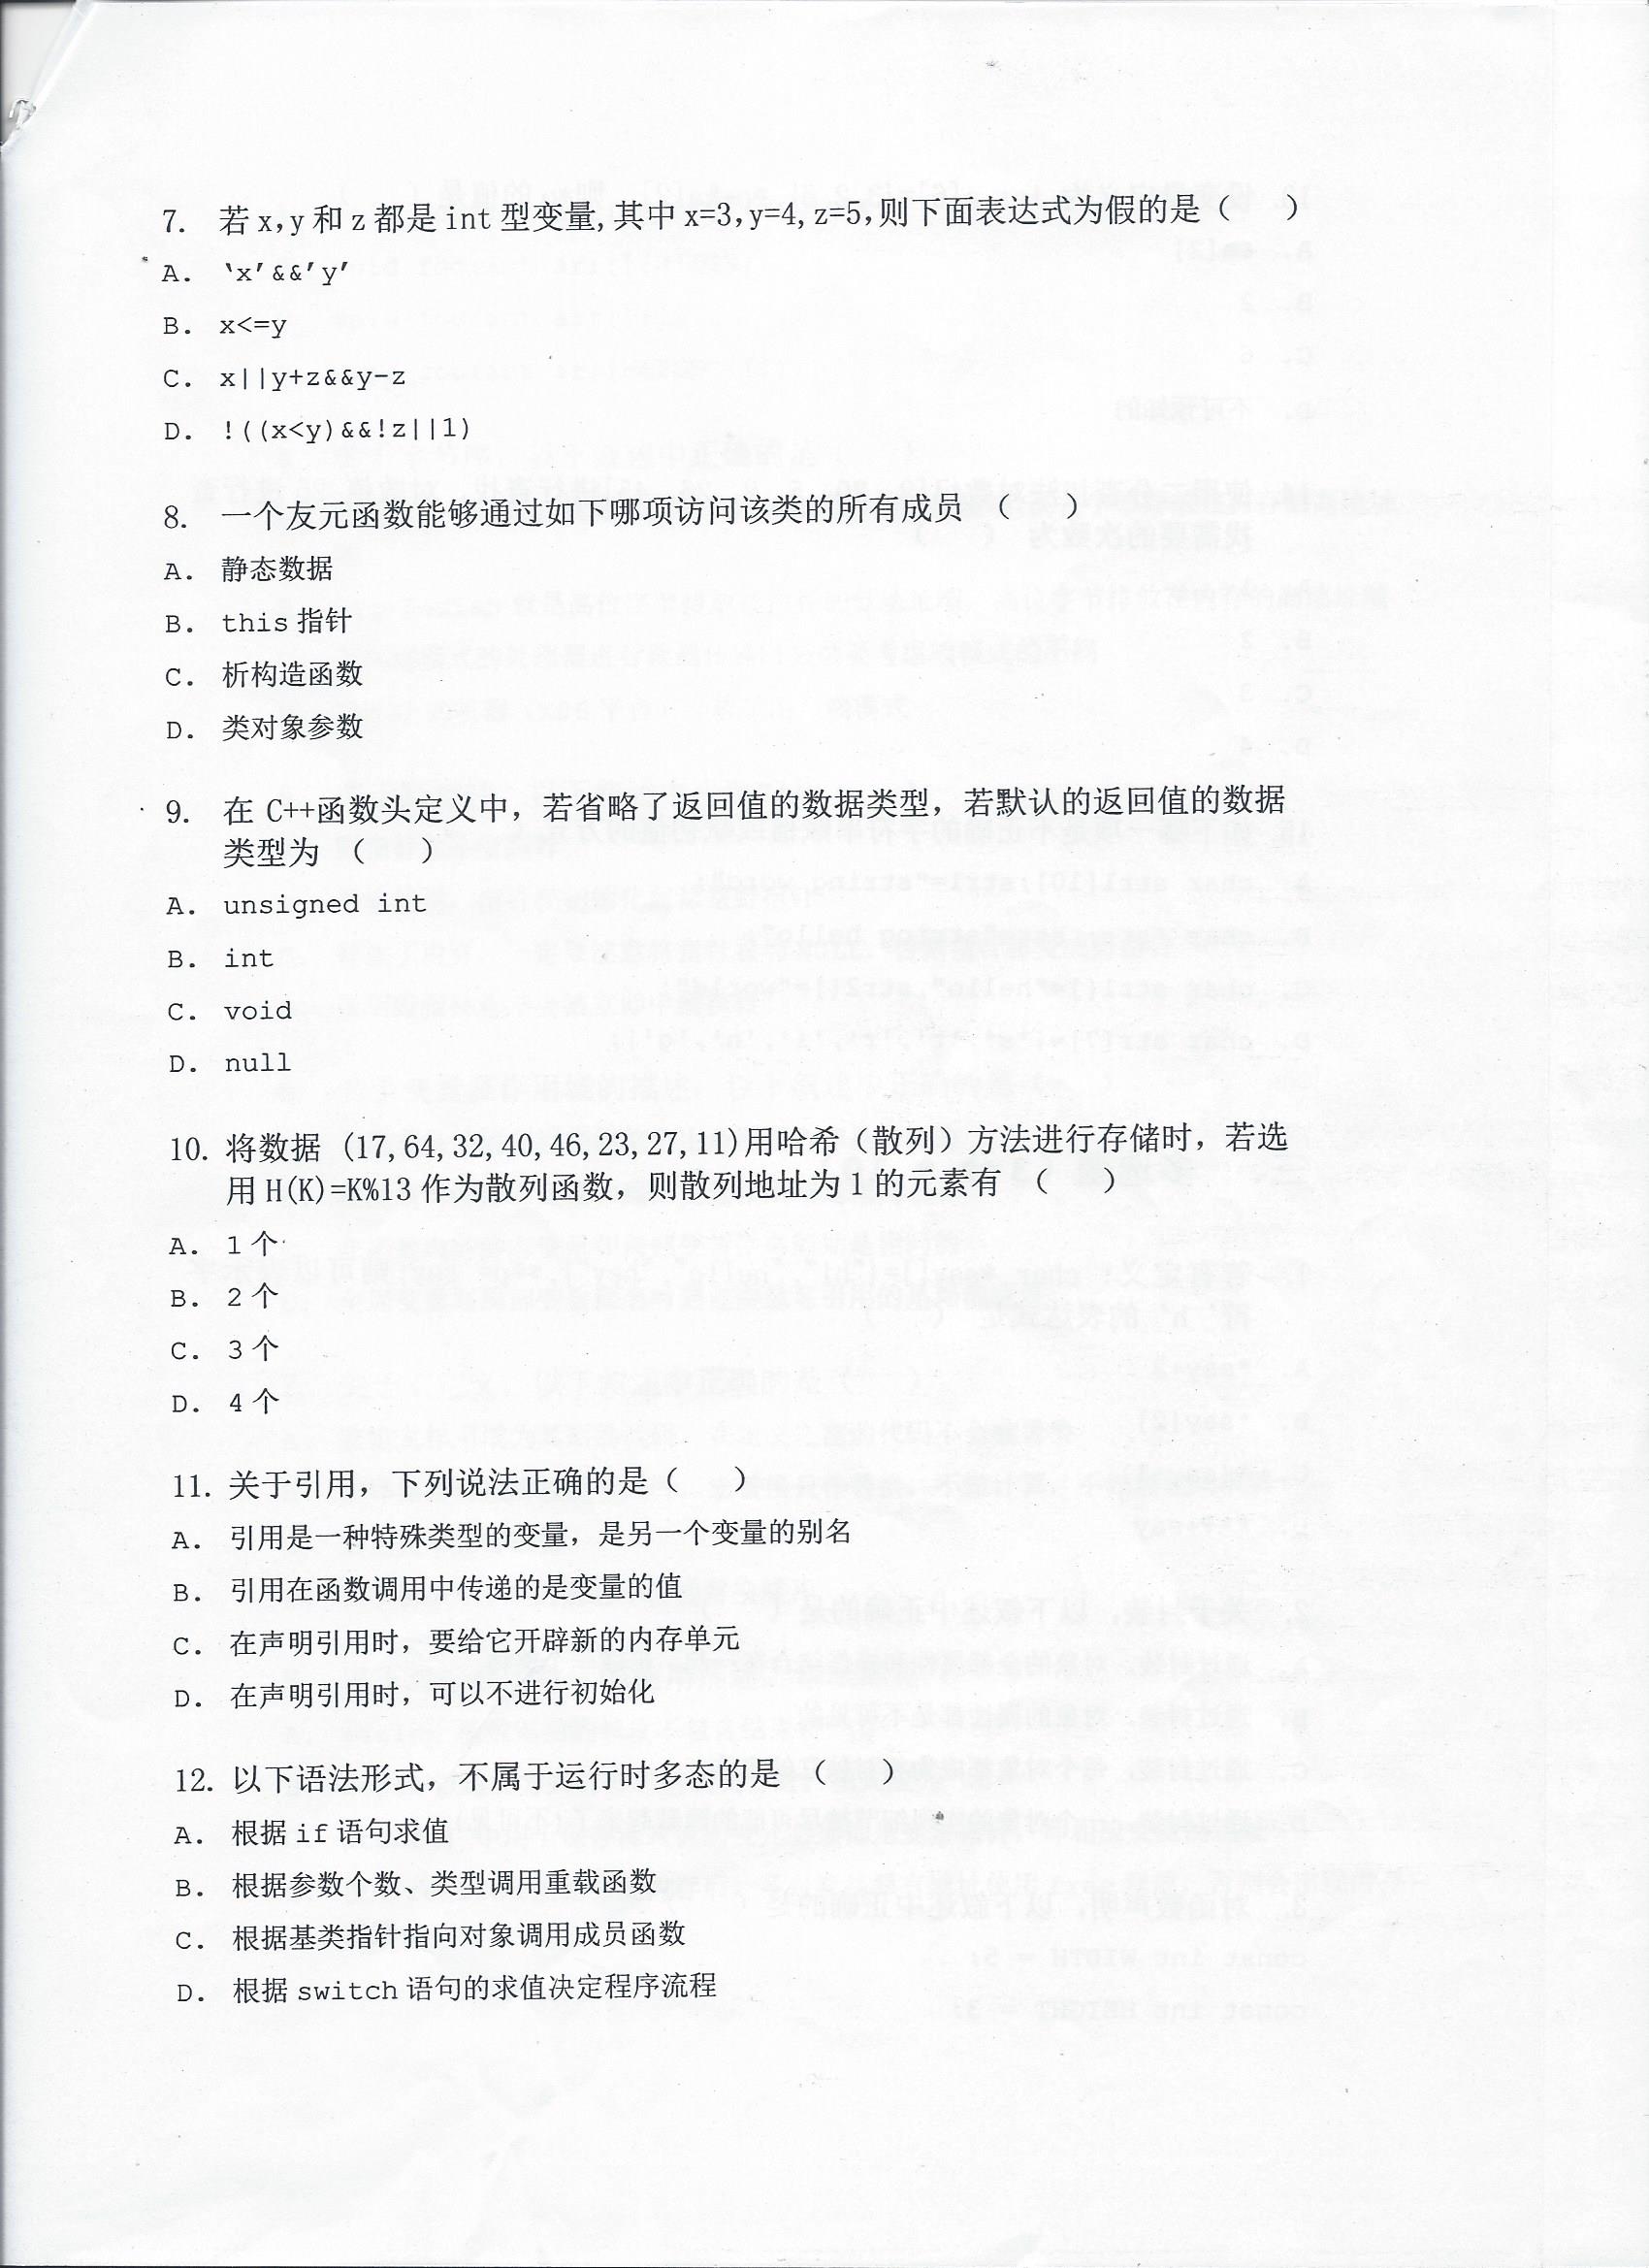 7. 若 x,y 和 z 都是 int 型变量,其中 x=3,y=4,z=5,则下面表达式为假的是（ ）
A. ‘x’&&’y’
B. x<=y
C. x||y+z&&y-z
D. !((x<y)&&!z||1)
8. 一个友元函数能够通过如下哪项访问该类的所有成员 （ ）
A. 静态数据
B. this 指针
C. 析构造函数
D. 类对象参数
9. 在 C++函数头定义中，若省略了返回值的数据类型，若默认的返回值的数据
类型为 （ ）
A. unsigned int
B. int
C. void
D. null
10. 将数据 (17,64,32,40,46,23,27,11)用哈希（散列）方法进行存储时，若选
用 H(K)=K%13 作为散列函数，则散列地址为 1 的元素有 （ ）
A. 1 个
B. 2 个
C. 3 个
D. 4 个
11. 关于引用，下列说法正确的是（ ）
A. 引用是一种特殊类型的变量，是另一个变量的别名
B. 引用在函数调用中传递的是变量的值
C. 在声明引用时，要给它开辟新的内存单元
D. 在声明引用时，可以不进行初始化
12. 以下语法形式，不属于运行时多态的是 （ ）
A. 根据 if 语句求值
B. 根据参数个数、类型调用重载函数
C. 根据基类指针指向对象调用成员函数
D. 根据 switch 语句的求值决定程序流程